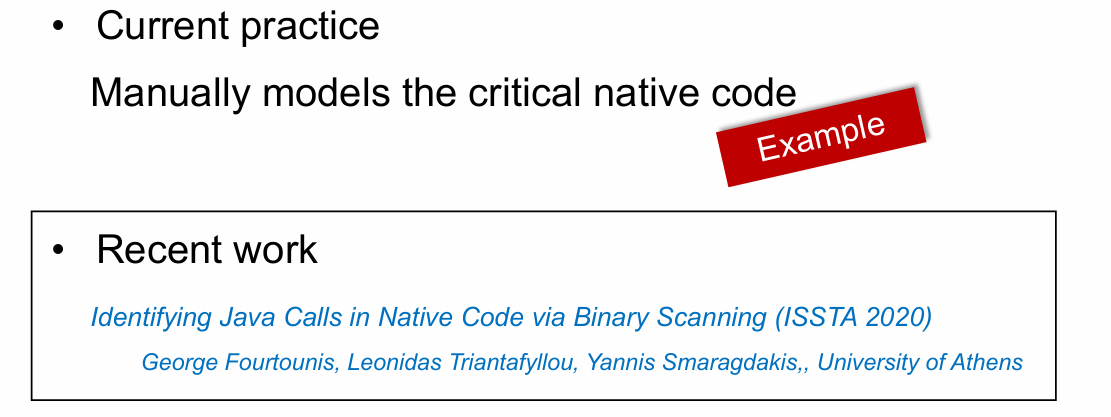 • Current practice
Manually models the critical native code
Example
• Recent work
Identifying Java Calls in Native Code via Binary Scanning (ISSTA 2020)
George Fourtounis, Leonidas Triantafyllou, Yannis Smaragdakis,, University of Athens